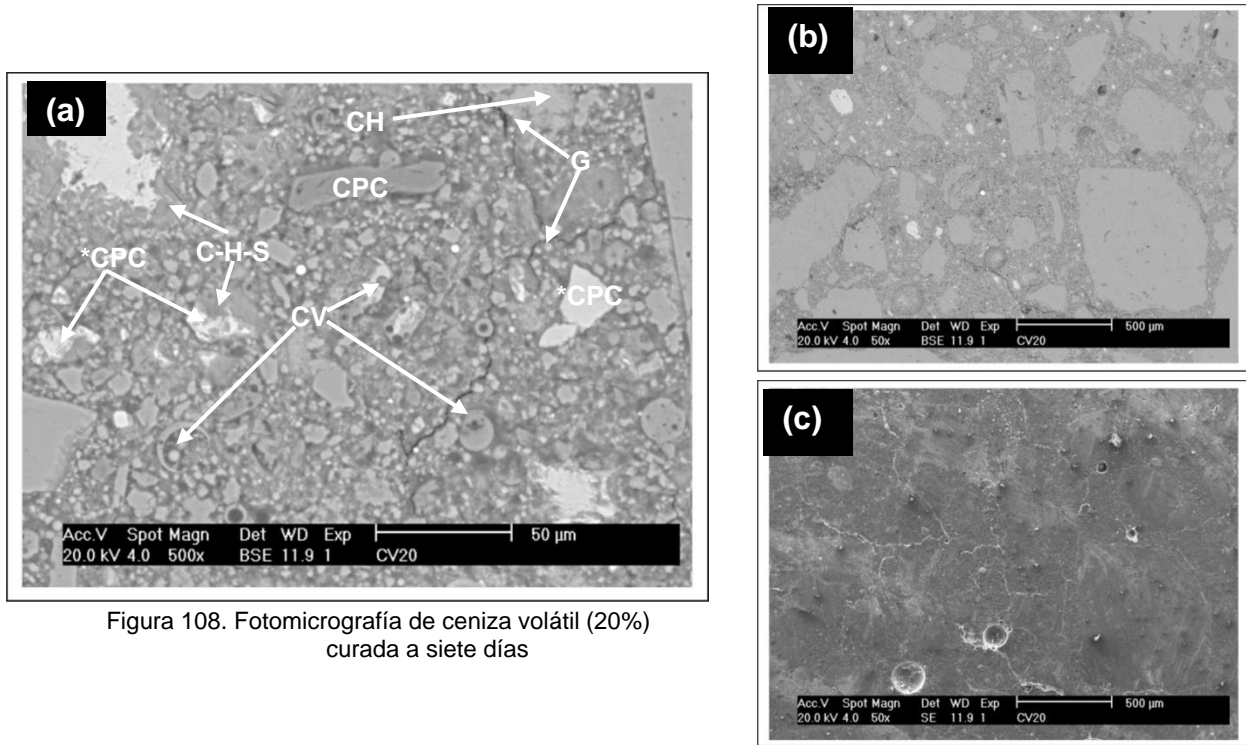 (a)
CH
G
CPC
*CPC
C-H-S
*CPC
CV
Acc.V Spot Magn Det WD Exp 50 µm
20.0 kV 4.0 500x BSE 11.9 1 CV20
Figura 108. Fotomicrografía de ceniza volátil (20%)
curada a siete días
(b)
Acc.V Spot Magn Det WD Exp 500 µm
20.0 kV 4.0 50x BSE 11.9 1 CV20
(c)
Acc.V Spot Magn Det WD Exp 500 µm
20.0 kV 4.0 50x SE 11.9 1 CV20